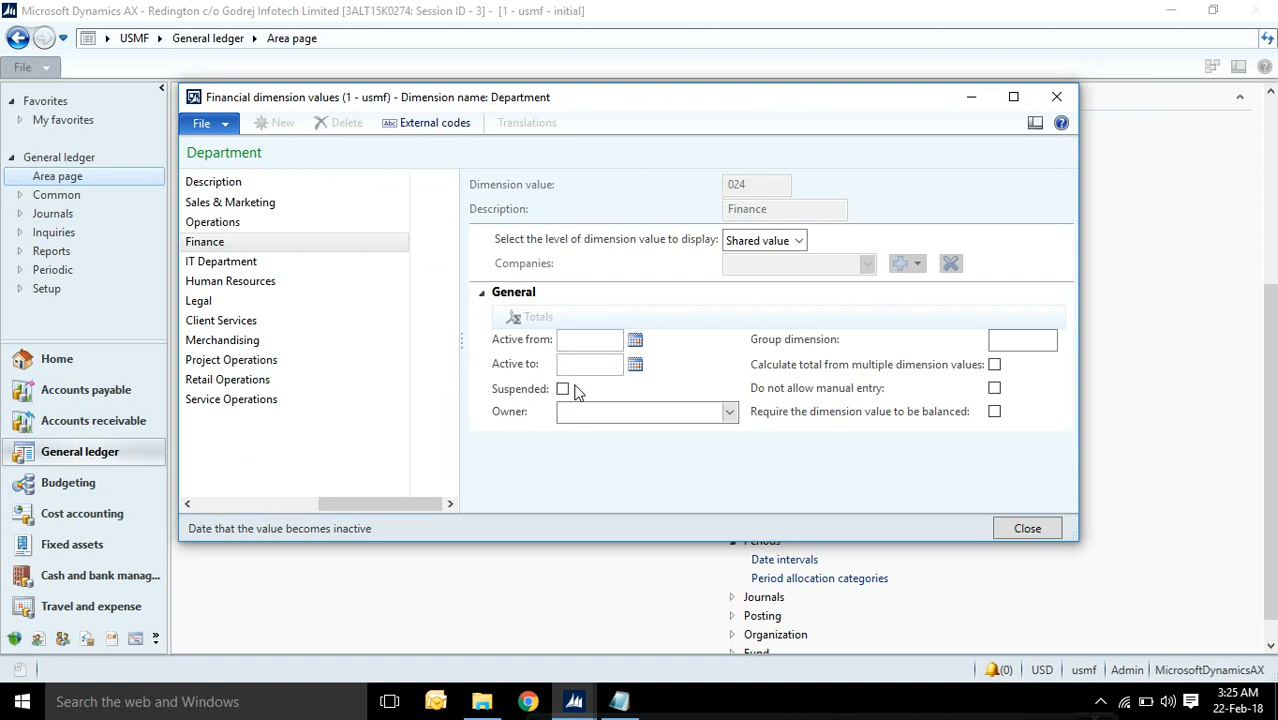 Microsoft Dynamics AX - Redington c/o Godrej Infotech Limited [3ALT15K0274: Session ID - 3] - [1 - usmf - initial]
USMF
General ledger
Area page
File
Favorites
My favorites
General ledger
Area page
Common
Journals
Inquiries
Reports
Periodic
Setup
Home
Accounts payable
Accounts receivable
General ledger
Budgeting
Cost accounting
Fixed assets
Cash and bank manag...
Travel and expense
Financial dimension values (1 - usmf) - Dimension name: Department
File
New
Delete
Abc
External codes
Translations
Department
Description
Sales & Marketing
Operations
Finance
IT Department
Human Resources
Legal
Client Services
Merchandising
Project Operations
Retail Operations
Service Operations
Dimension value: 024
Description: Finance
Select the level of dimension value to display: Shared value
Companies:
General
Totals
Active from:
Active to:
Suspended:
Owner:
Group dimension:
Calculate total from multiple dimension values:
Do not allow manual entry:
Require the dimension value to be balanced:
Date that the value becomes inactive
Close
Periods
Date intervals
Period allocation categories
Journals
Posting
Organization
Fund
(0)
USD
usmf
Admin
MicrosoftDynamicsAX
Search the web and Windows
3:25 AM
22-Feb-18